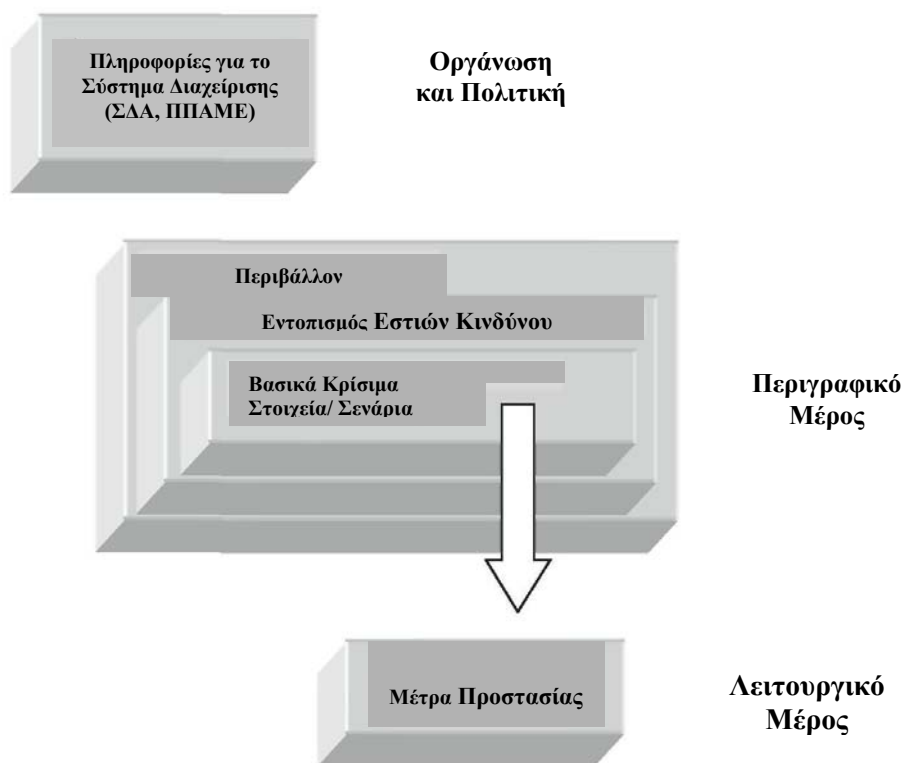 Πληροφορίες για το
Σύστημα Διαχείρισης
(ΣΔΑ, ΠΠΑΜΕ)
Οργάνωση
και Πολιτική
Περιβάλλον
Εντοπισμός Εστιών Κινδύνου
Βασικά Κρίσιμα
Στοιχεία/ Σενάρια
Περιγραφικό
Μέρος
Μέτρα Προστασίας
Λειτουργικό
Μέρος